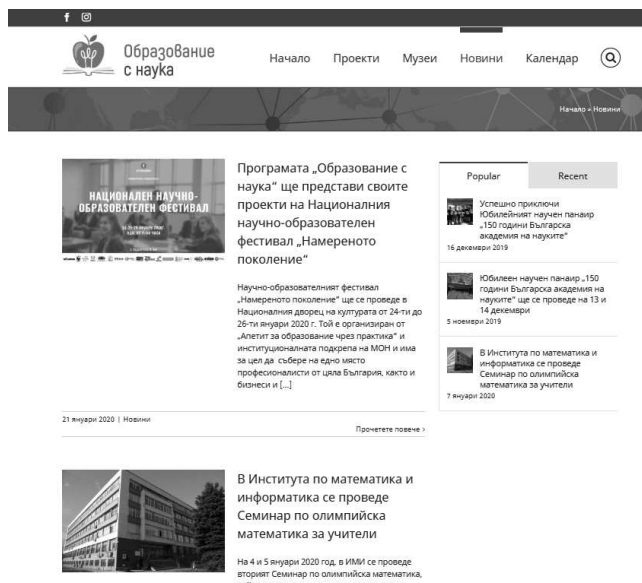 Образование
с наука
Начало
Проекти
Музеи
Новини
Календар
Начало » Новини
НАЦИОНАЛЕН НАУЧНО-
ОБРАЗОВАТЕЛЕН ФЕСТИВАЛ
Програмата „Образование с
наука“ ще представи своите
проекти на Националния
научно-образователен
фестивал „Намереното
поколение“
Научно-образователният фестивал
„Намереното поколение“ ще се проведе в
Националния дворец на културата от 24-ти до
26-ти януари 2020 г. Той е организиран от
„Апетит за образование чрез практика“ и
институционалната подкрепа на МОН и има
за цел да събере на едно място
професионалисти от цяла България, както и
бизнеси и [...]
21 януари 2020 | Новини
Прочетете повече ›
Popular
Recent
Успешно приключи
Юбилейният научен панаир
„150 години Българска
академия на науките“
16 декември 2019
Юбилеен научен панаир „150
години Българска академия на
науките“ ще се проведе на 13 и
14 декември
5 ноември 2019
В Института по математика и
информатика се проведе
Семинар по олимпийска
математика за учители
7 януари 2020
В Института по математика и
информатика се проведе
Семинар по олимпийска
математика за учители
На 4 и 5 януари 2020 год. в ИМИ се проведе
вторият Семинар по олимпийска математика,